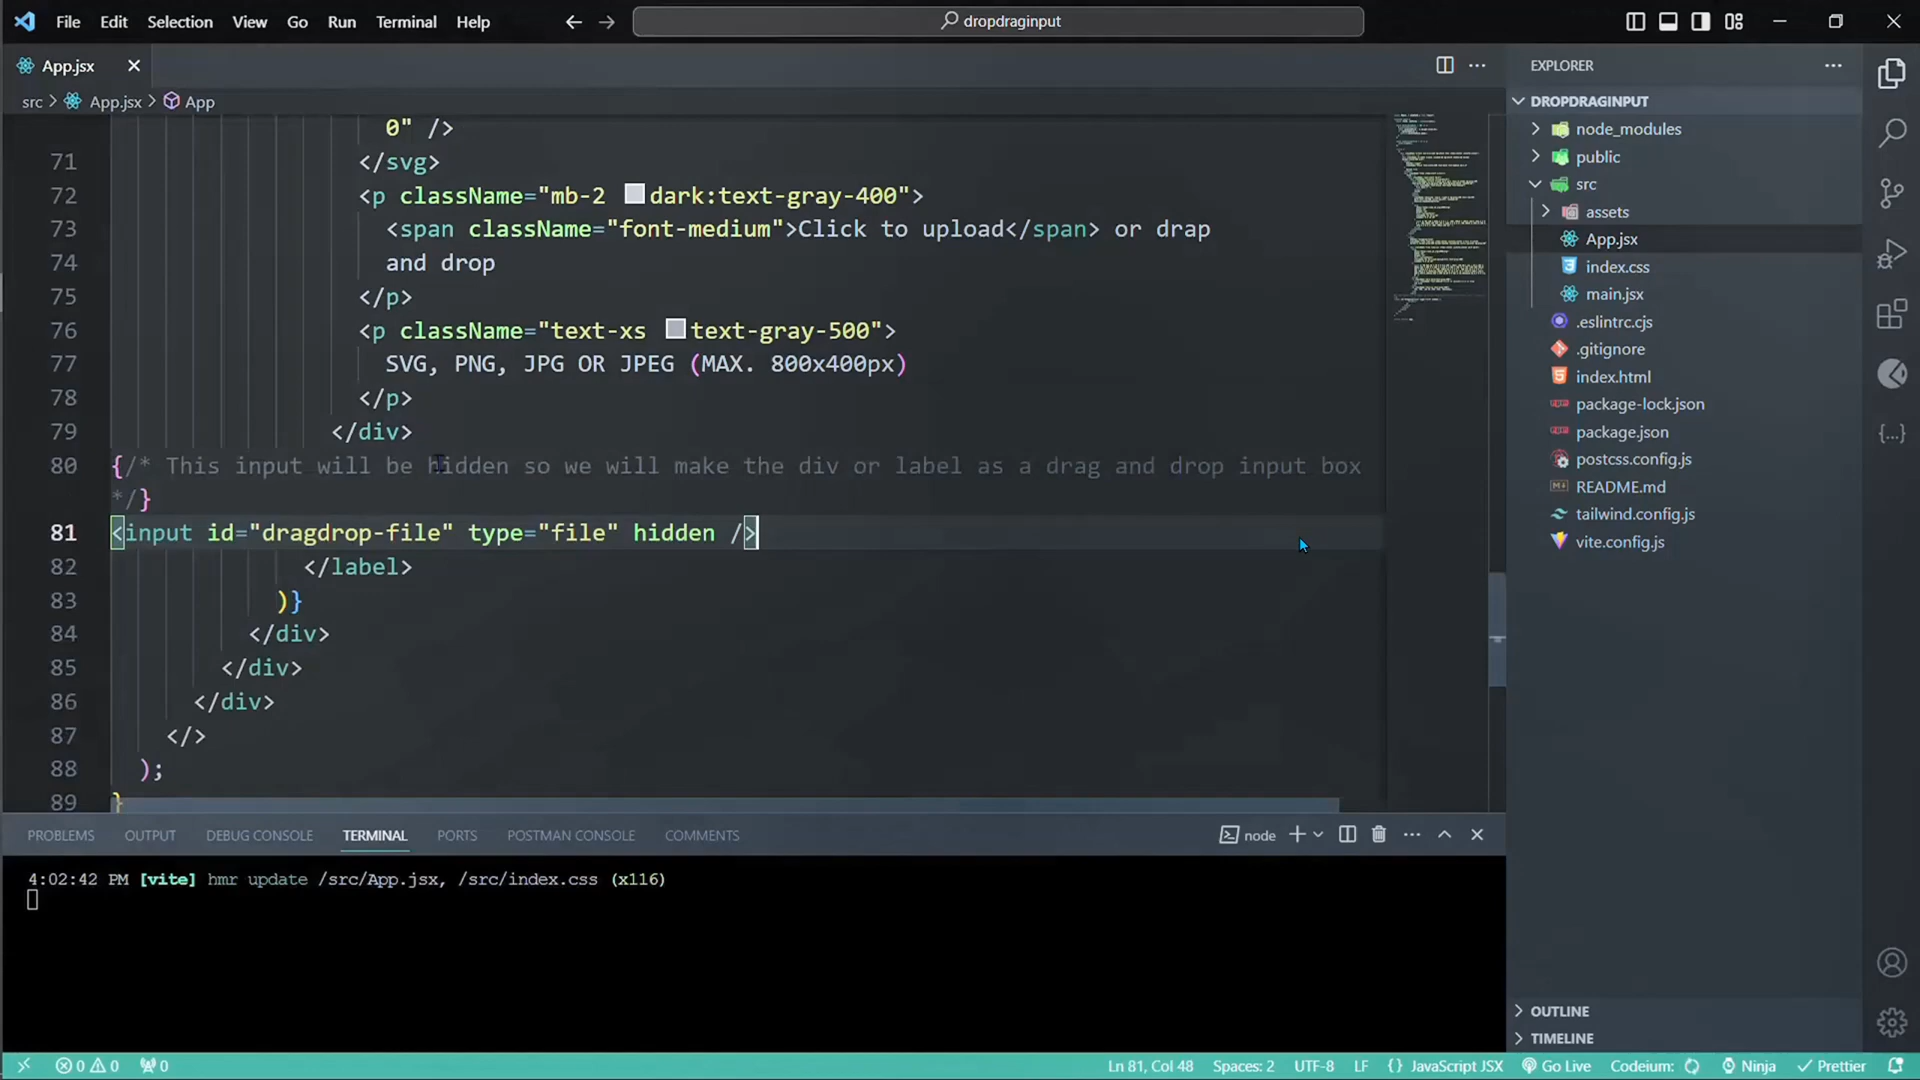 File Edit Selection View Go Run Terminal Help
dropdraginput
App.jsx
src > App.jsx > App
0" />
71 </svg>
72 <p className="mb-2 dark:text-gray-400">
73 <span className="font-medium">Click to upload</span> or drap
74 and drop
75 </p>
76 <p className="text-xs text-gray-500">
77 SVG, PNG, JPG OR JPEG (MAX. 800x400px)
78 </p>
79 </div>
80 {/* This input will be hidden so we will make the div or label as a drag and drop input box
*/}
81 <input id="dragdrop-file" type="file" hidden />
82 </label>
83 )}
84 </div>
85 </div>
86 </div>
87 </>
88 );
89 }
PROBLEMS OUTPUT DEBUG CONSOLE TERMINAL PORTS POSTMAN CONSOLE COMMENTS
node
4:02:42 PM [vite] hmr update /src/App.jsx, /src/index.css (x116)
EXPLORER
DROPDRAGINPUT
node_modules
public
src
assets
App.jsx
index.css
main.jsx
.eslintrc.cjs
.gitignore
index.html
package-lock.json
package.json
postcss.config.js
README.md
tailwind.config.js
vite.config.js
OUTLINE
TIMELINE
0 0 0
Ln 81, Col 48 Spaces: 2 UTF-8 LF {} JavaScript JSX Go Live Codeium: Ninja Prettier